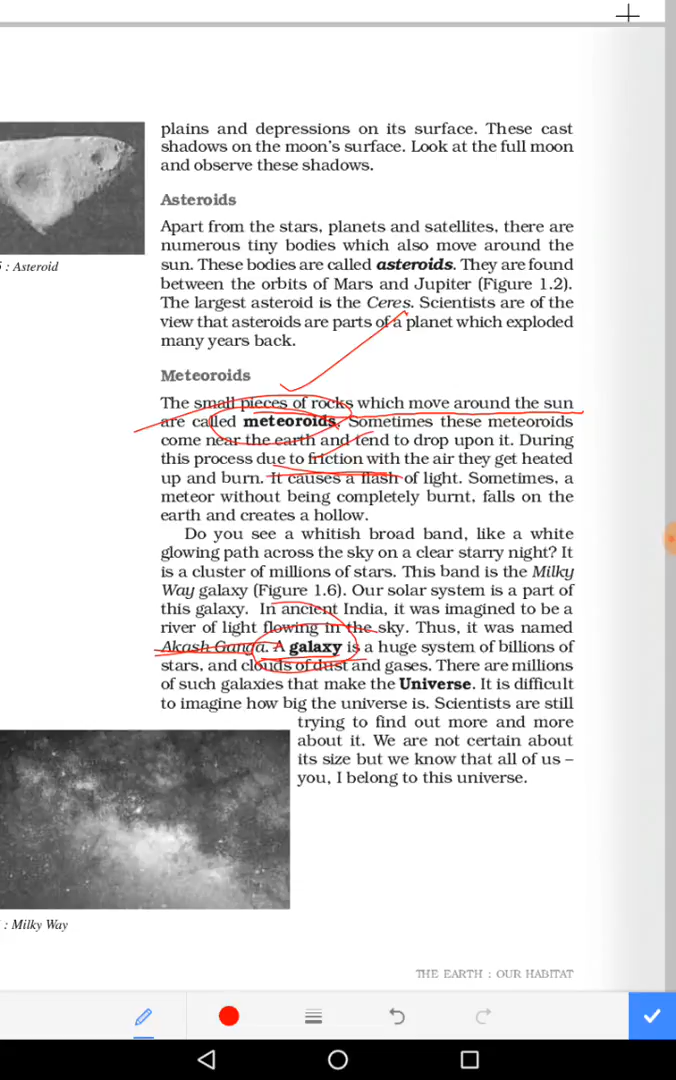 plains and depressions on its surface. These cast
shadows on the moon's surface. Look at the full moon
and observe these shadows.
: Asteroid
Asteroids
Apart from the stars, planets and satellites, there are
numerous tiny bodies which also move around the
sun. These bodies are called asteroids. They are found
between the orbits of Mars and Jupiter (Figure 1.2).
The largest asteroid is the Ceres. Scientists are of the
view that asteroids are parts of a planet which exploded
many years back.
Meteoroids
The small pieces of rocks which move around the sun
are called meteoroids. Sometimes these meteoroids
come near the earth and tend to drop upon it. During
this process due to friction with the air they get heated
up and burn. It causes a flash of light. Sometimes, a
meteor without being completely burnt, falls on the
earth and creates a hollow.
Do you see a whitish broad band, like a white
glowing path across the sky on a clear starry night? It
is a cluster of millions of stars. This band is the Milky
Way galaxy (Figure 1.6). Our solar system is a part of
this galaxy. In ancient India, it was imagined to be a
river of light flowing in the sky. Thus, it was named
Akash Ganga. A galaxy is a huge system of billions of
stars, and clouds of dust and gases. There are millions
of such galaxies that make the Universe. It is difficult
to imagine how big the universe is. Scientists are still
trying to find out more and more
about it. We are not certain about
its size but we know that all of us –
you, I belong to this universe.
: Milky Way
THE EARTH : OUR HABITAT